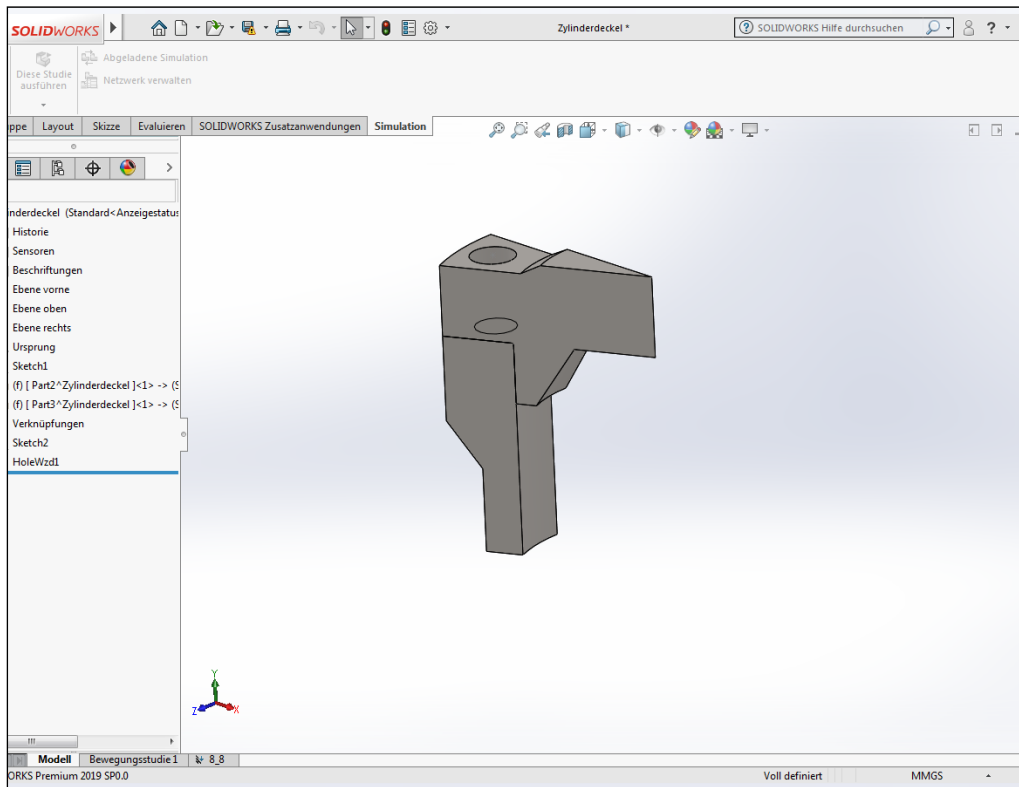 SOLIDWORKS
Zylinderdeckel *
SOLIDWORKS Hilfe durchsuchen
?
Diese Studie
ausführen
Abgeladene Simulation
Netzwerk verwalten
ppe Layout Skizze Evaluieren SOLIDWORKS Zusatzanwendungen Simulation
inderdeckel (Standard<Anzeigestatus
Historie
Sensoren
Beschriftungen
Ebene vorne
Ebene oben
Ebene rechts
Ursprung
Sketch1
(f) [ Part2^Zylinderdeckel ]<1> -> (S
(f) [ Part3^Zylinderdeckel ]<1> -> (S
Verknüpfungen
Sketch2
HoleWzd1
Y
Z
X
Modell Bewegungsstudie 1 8_8
ORKS Premium 2019 SP0.0
Voll definiert
MMGS